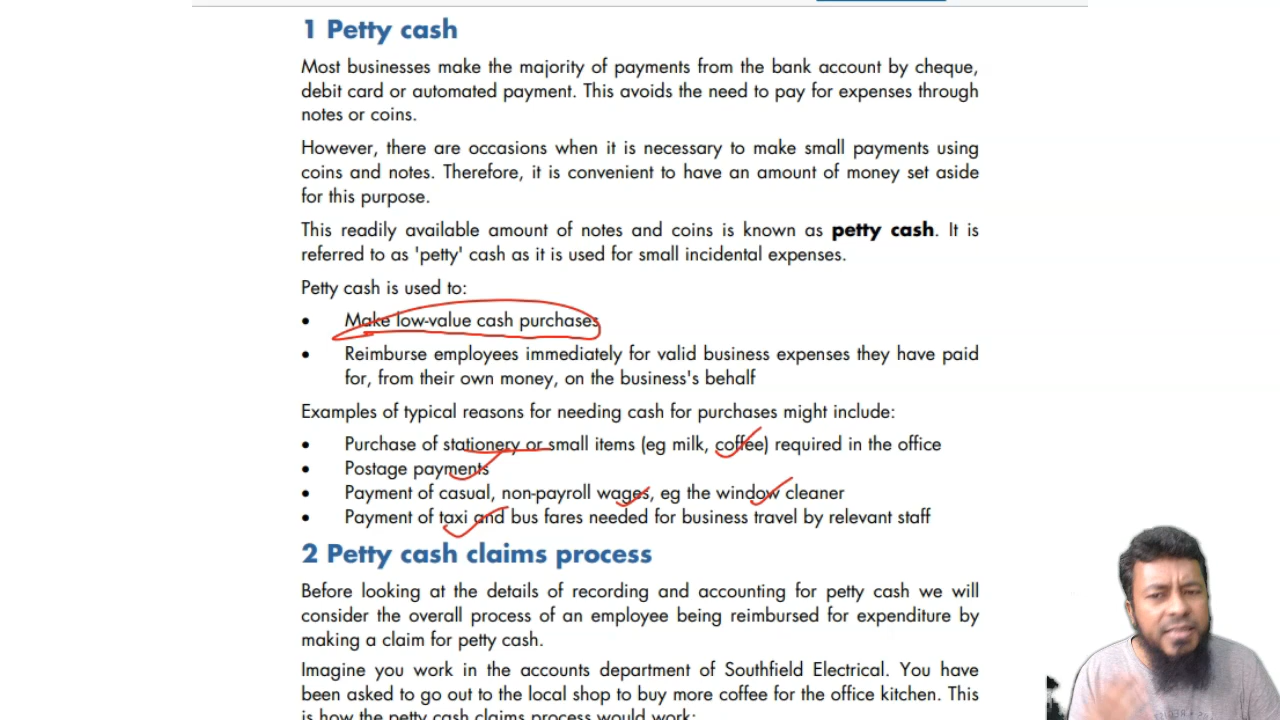 1 Petty cash
Most businesses make the majority of payments from the bank account by cheque,
debit card or automated payment. This avoids the need to pay for expenses through
notes or coins.
However, there are occasions when it is necessary to make small payments using
coins and notes. Therefore, it is convenient to have an amount of money set aside
for this purpose.
This readily available amount of notes and coins is known as petty cash. It is
referred to as 'petty' cash as it is used for small incidental expenses.
Petty cash is used to:
• Make low-value cash purchases
• Reimburse employees immediately for valid business expenses they have paid
for, from their own money, on the business's behalf
Examples of typical reasons for needing cash for purchases might include:
• Purchase of stationery or small items (eg milk, coffee) required in the office
• Postage payments
• Payment of casual, non-payroll wages, eg the window cleaner
• Payment of taxi and bus fares needed for business travel by relevant staff
2 Petty cash claims process
Before looking at the details of recording and accounting for petty cash we will
consider the overall process of an employee being reimbursed for expenditure by
making a claim for petty cash.
Imagine you work in the accounts department of Southfield Electrical. You have
been asked to go out to the local shop to buy more coffee for the office kitchen. This
is how the petty cash claims process would work: